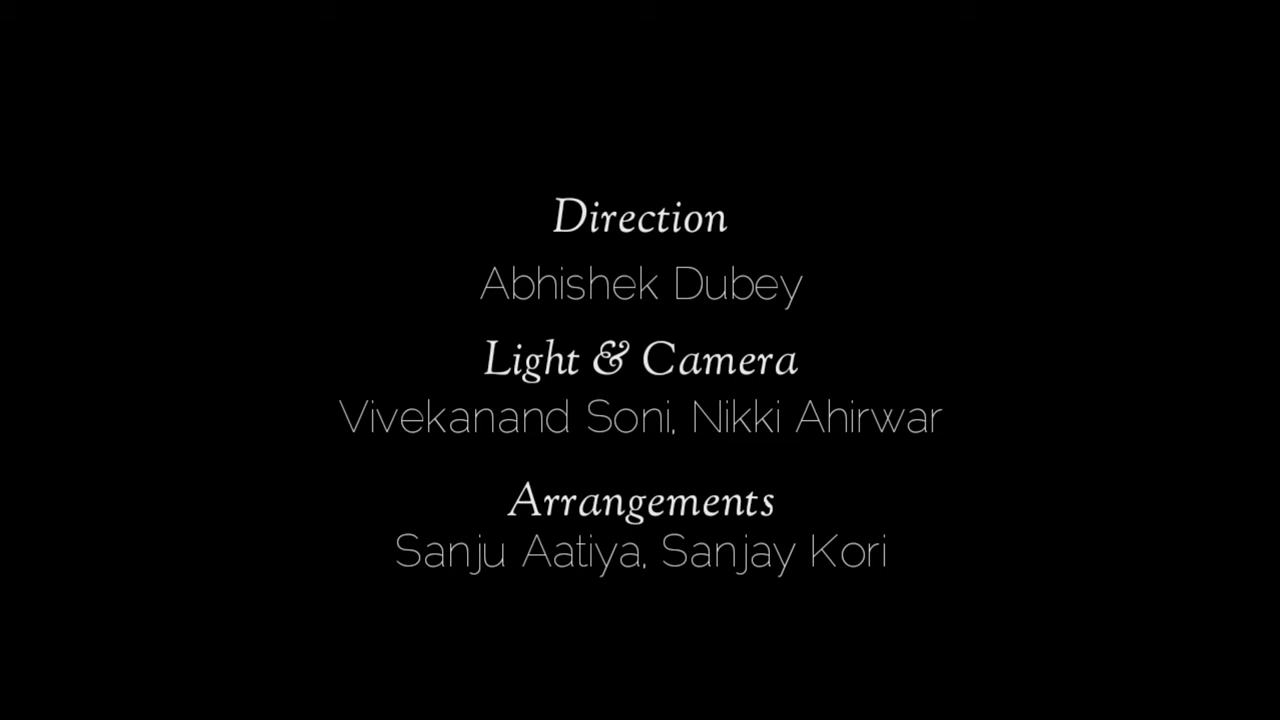 Direction
Abhishek Dubey
Light & Camera
Vivekanand Soni, Nikki Ahirwar
Arrangements
Sanju Aatiya, Sanjay Kori